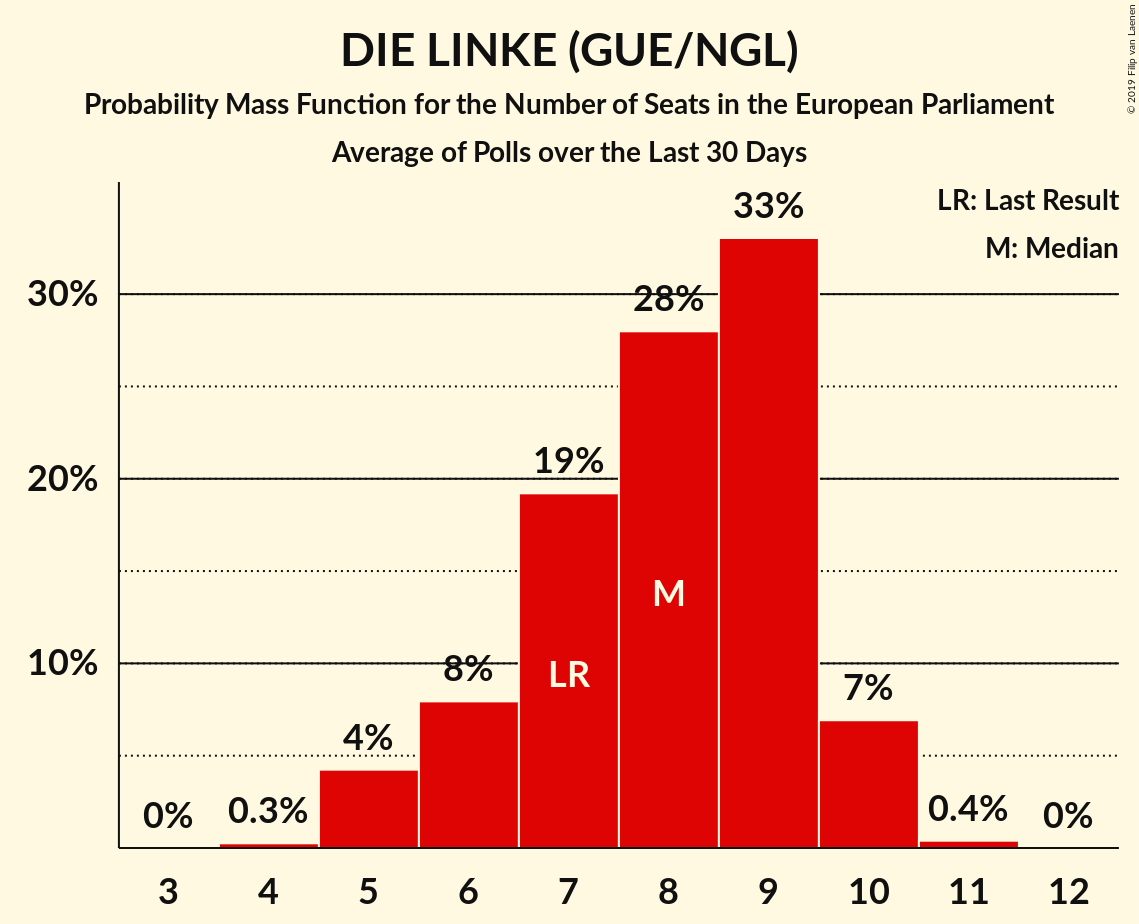 DIE LINKE (GUE/NGL)
Probability Mass Function for the Number of Seats in the European Parliament
Average of Polls over the Last 30 Days
© 2019 Filip van Laenen
LR: Last Result
M: Median
33%
30%
28%
20%
19%
M
10%
8%
LR
7%
4%
0%
0.3%
0.4%
0%
3 4 5 6 7 8 9 10 11 12